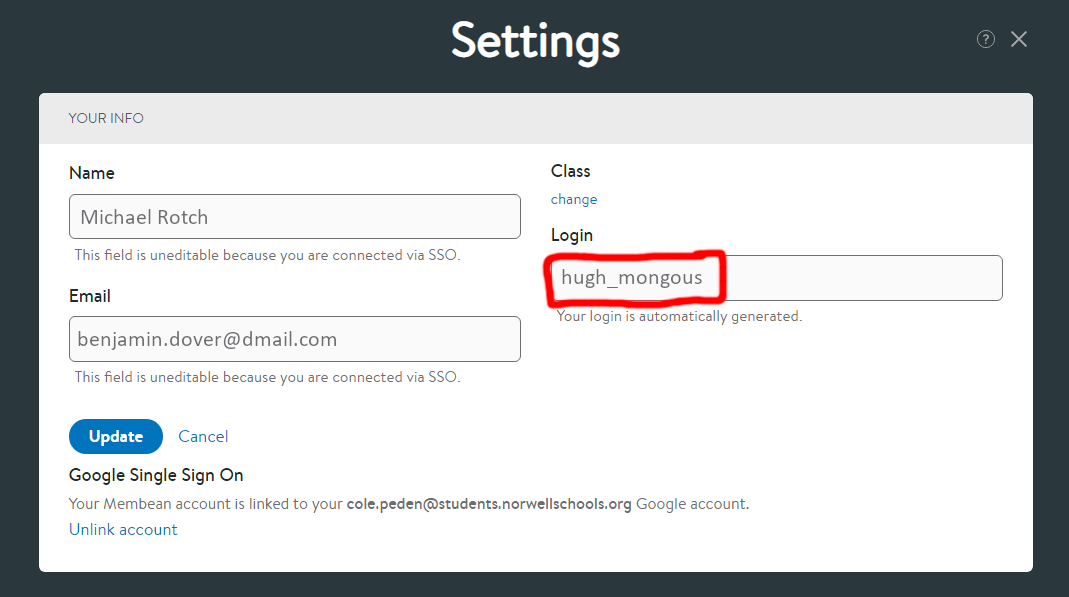 Settings
?
YOUR INFO
Name
Michael Rotch
This field is uneditable because you are connected via SSO.
Email
benjamin.dover@dmail.com
This field is uneditable because you are connected via SSO.
Class
change
Login
hugh_mongous
Your login is automatically generated.
Update Cancel
Google Single Sign On
Your Membean account is linked to your cole.peden@students.norwellschools.org Google account.
Unlink account